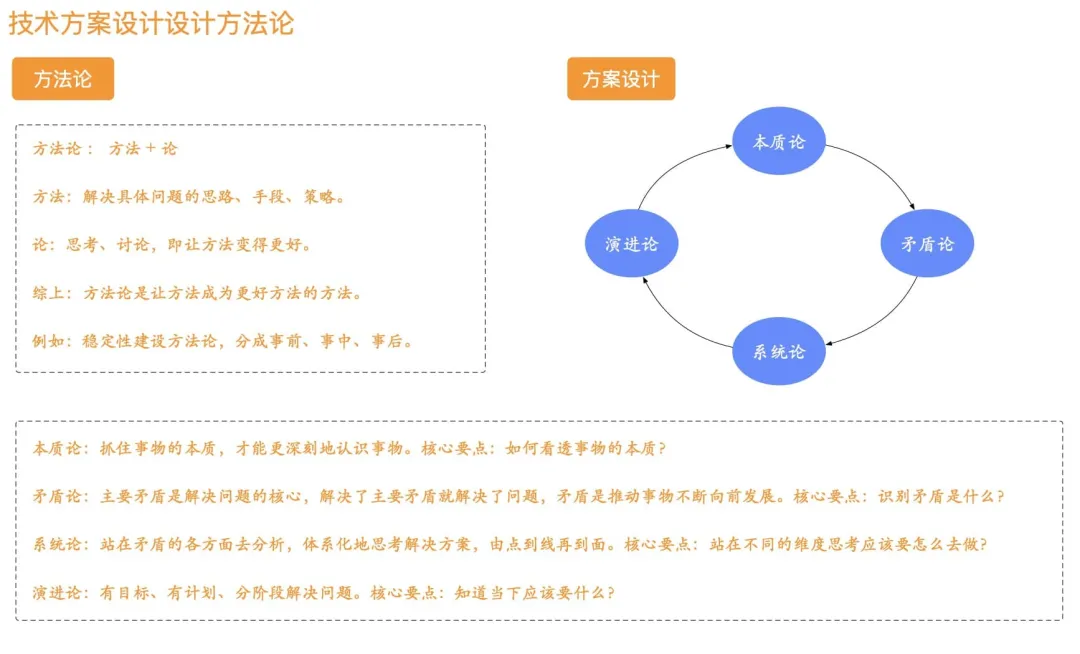 技术方案设计设计方法论
方法论
方法论： 方法 + 论
方法：解决具体问题的思路、手段、策略。
论：思考、讨论，即让方法变得更好。
综上：方法论是让方法成为更好方法的方法。
例如：稳定性建设方法论，分成事前、事中、事后。
方案设计
本质论
矛盾论
系统论
演进论
本质论：抓住事物的本质，才能更深刻地认识事物。核心要点：如何看透事物的本质?
矛盾论：主要矛盾是解决问题的核心，解决了主要矛盾就解决了问题，矛盾是推动事物不断向前发展。核心要点：识别矛盾是什么?
系统论：站在矛盾的各方面去分析，体系化地思考解决方案，由点到线再到面。核心要点：站在不同的维度思考应该要怎么去做?
演进论：有目标、有计划、分阶段解决问题。核心要点：知道当下应该要什么?